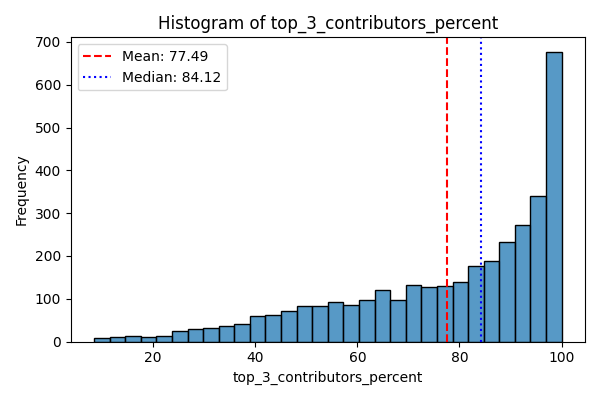 Histogram of top_3_contributors_percent
Mean: 77.49
Median: 84.12
700
600
500
400
300
200
100
0
Frequency
20
40
60
80
100
top_3_contributors_percent